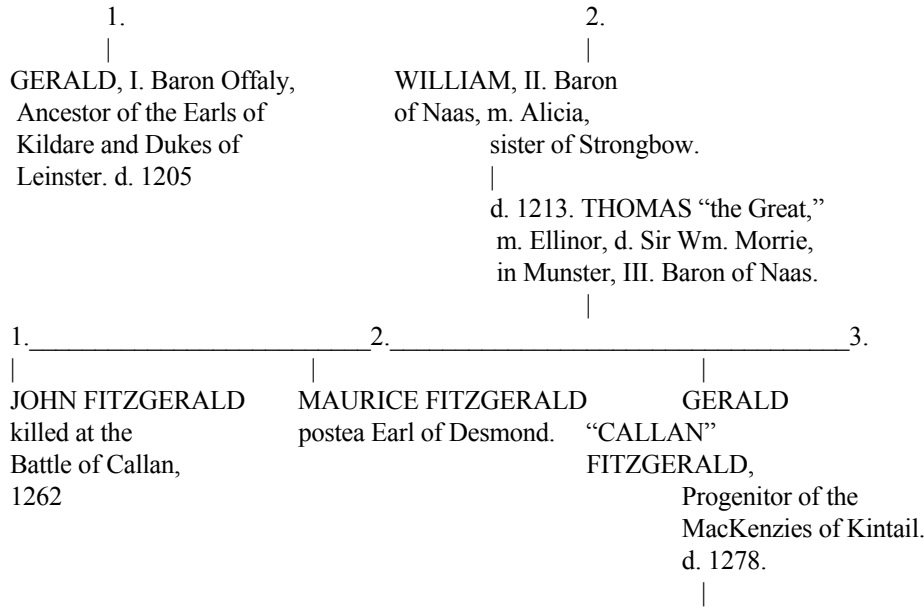 1. 2.
| |
GERALD, I. Baron Offaly, WILLIAM, II. Baron
Ancestor of the Earls of of Naas, m. Alicia,
Kildare and Dukes of sister of Strongbow.
Leinster. d. 1205 |
d. 1213. THOMAS “the Great,”
m. Ellinor, d. Sir Wm. Morrie,
in Munster, III. Baron of Naas.
|
1.___________________________2.____________________________________3.
| | |
JOHN FITZGERALD MAURICE FITZGERALD GERALD
killed at the postea Earl of Desmond. “CALLAN”
Battle of Callan, FITZGERALD,
1262 Progenitor of the
MacKenzies of Kintail.
d. 1278.
|